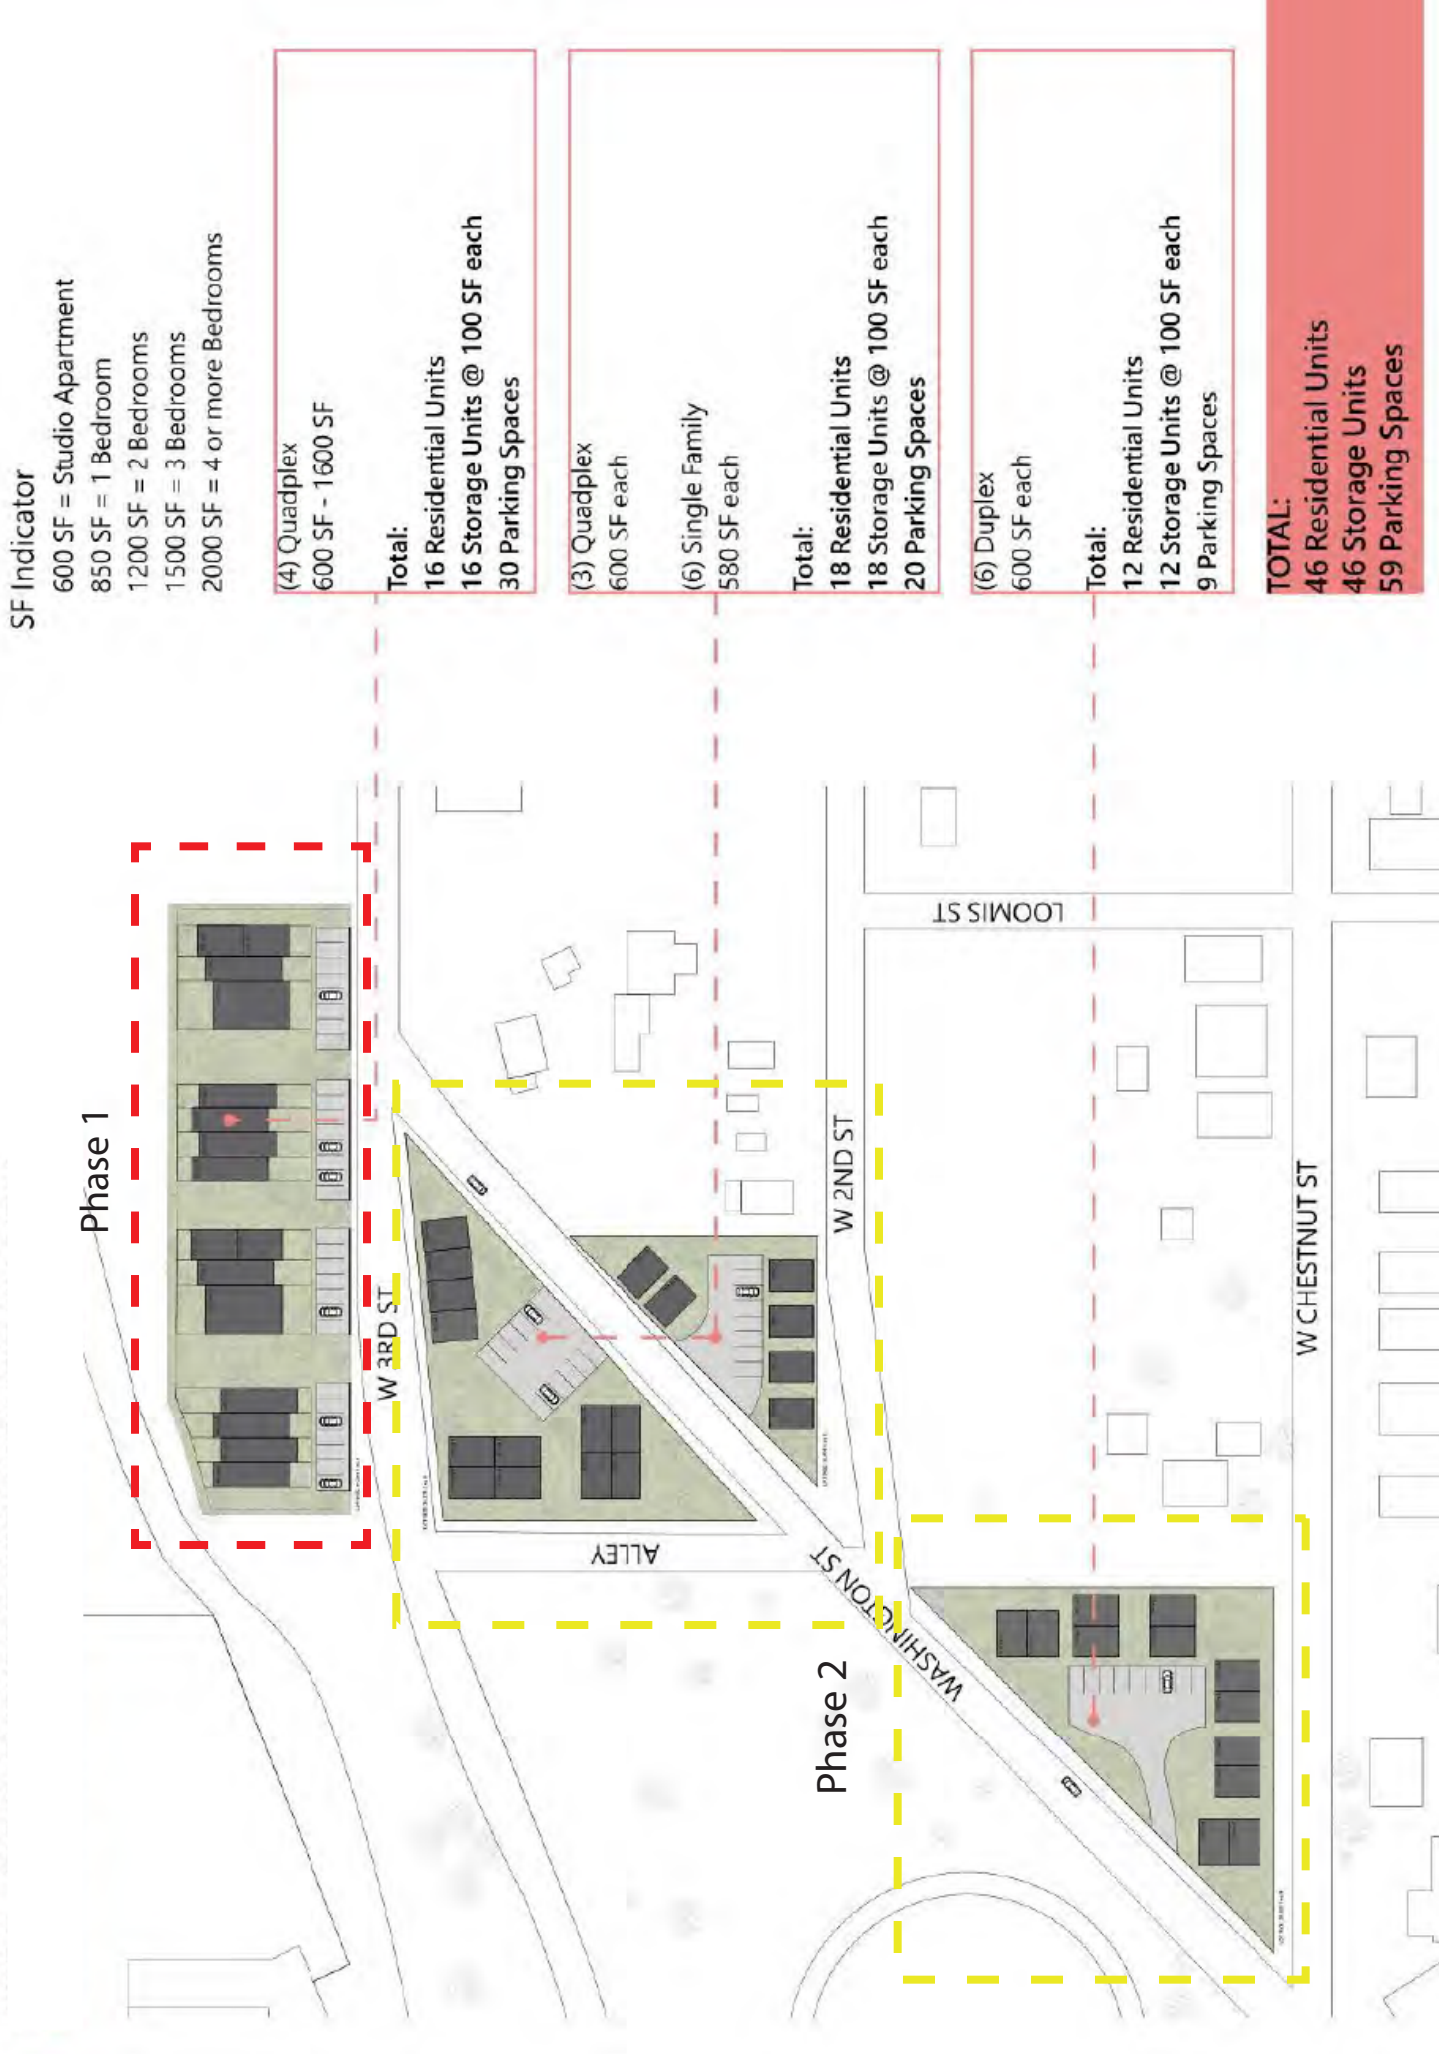 SF Indicator
600 SF = Studio Apartment
850 SF = 1 Bedroom
1200 SF = 2 Bedrooms
1500 SF = 3 Bedrooms
2000 SF = 4 or more Bedrooms
(4) Quadplex
600 SF - 1600 SF
Total:
16 Residential Units
16 Storage Units @ 100 SF each
30 Parking Spaces
(3) Quadplex
600 SF each
(6) Single Family
580 SF each
Total:
18 Residential Units
18 Storage Units @ 100 SF each
20 Parking Spaces
(6) Duplex
600 SF each
Total:
12 Residential Units
12 Storage Units @ 100 SF each
9 Parking Spaces
TOTAL:
46 Residential Units
46 Storage Units
59 Parking Spaces
Phase 1
W 3RD ST
ALLEY
W 2ND ST
LOOMIS ST
WASHINGTON ST
W CHESTNUT ST
Phase 2